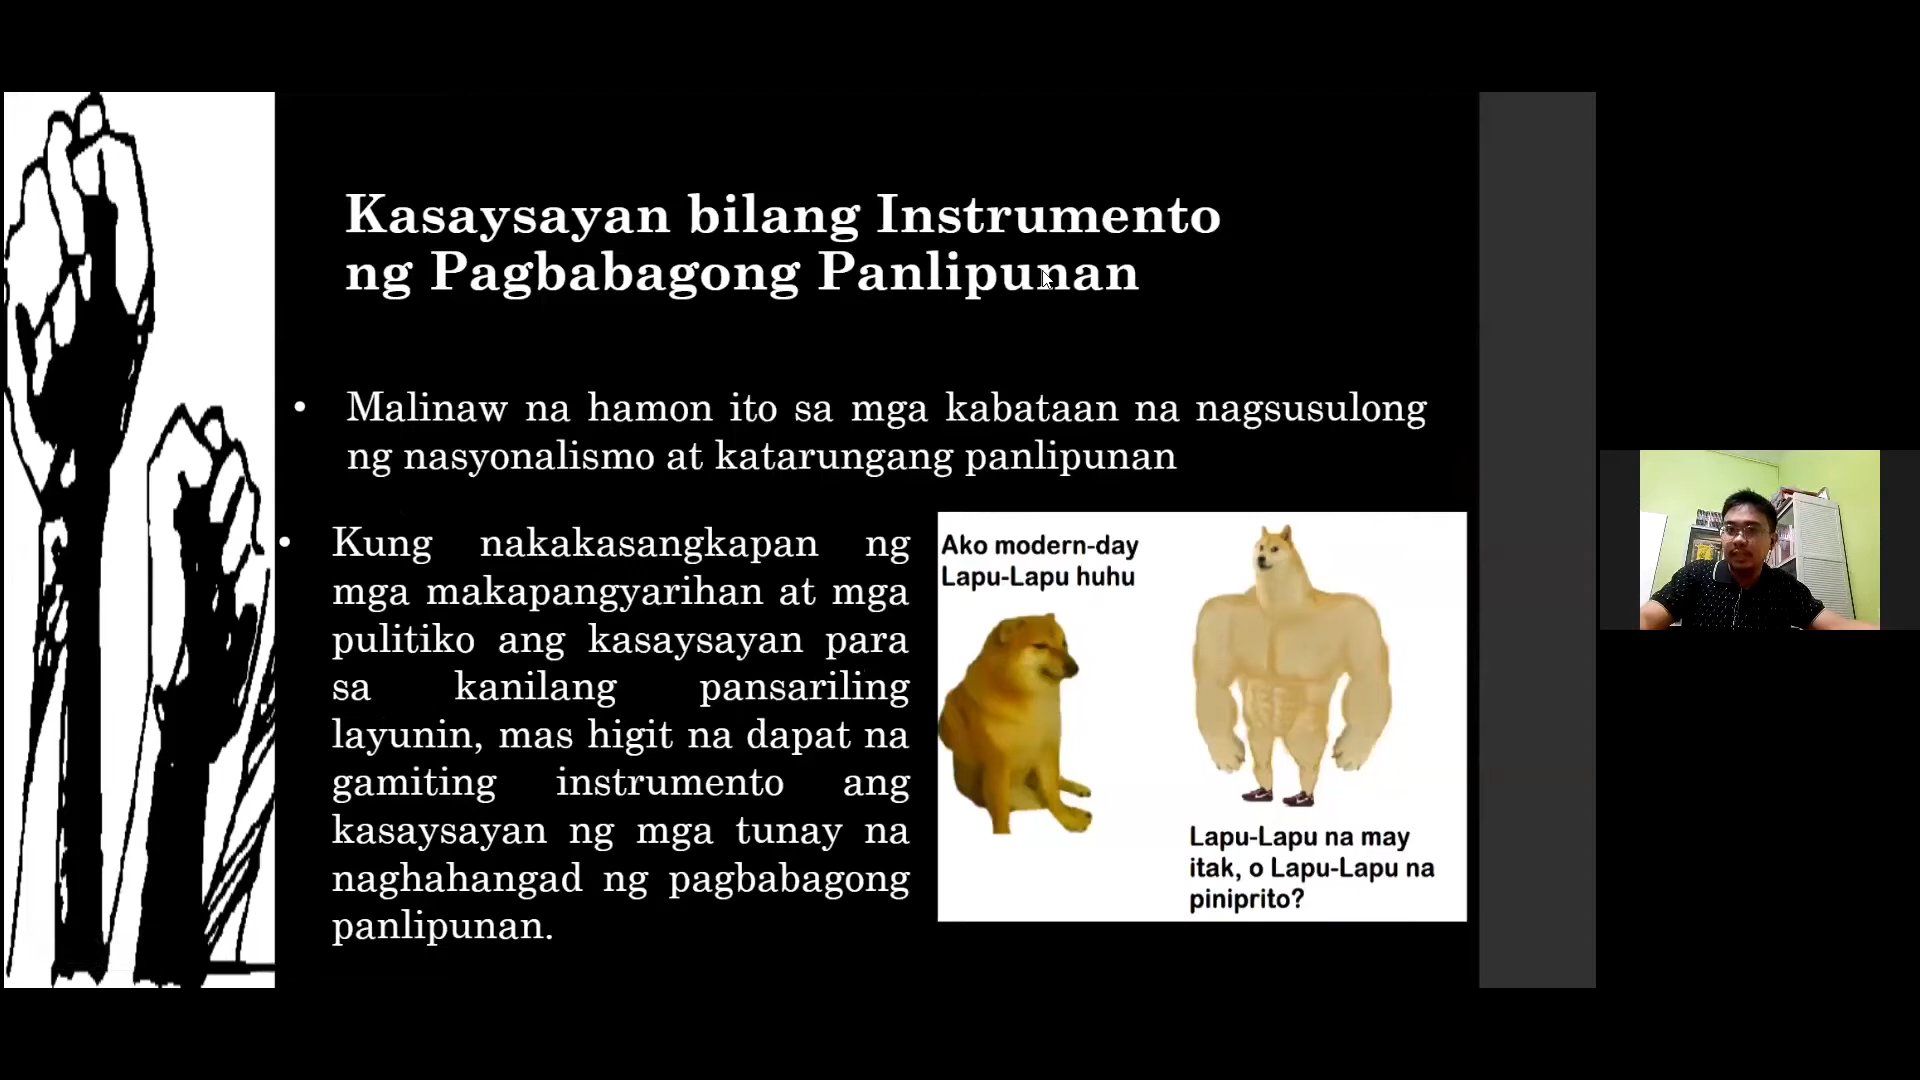 Kasaysayan bilang Instrumento
ng Pagbabagong Panlipunan
• Malinaw na hamon ito sa mga kabataan na nagsusulong
ng nasyonalismo at katarungang panlipunan
• Kung nakakasangkapan ng
mga makapangyarihan at mga
pulitiko ang kasaysayan para
sa kanilang pansariling
layunin, mas higit na dapat na
gamiting instrumento ang
kasaysayan ng mga tunay na
naghahangad ng pagbabagong
panlipunan.
Ako modern-day
Lapu-Lapu huhu
Lapu-Lapu na may
itak, o Lapu-Lapu na
piniprito?